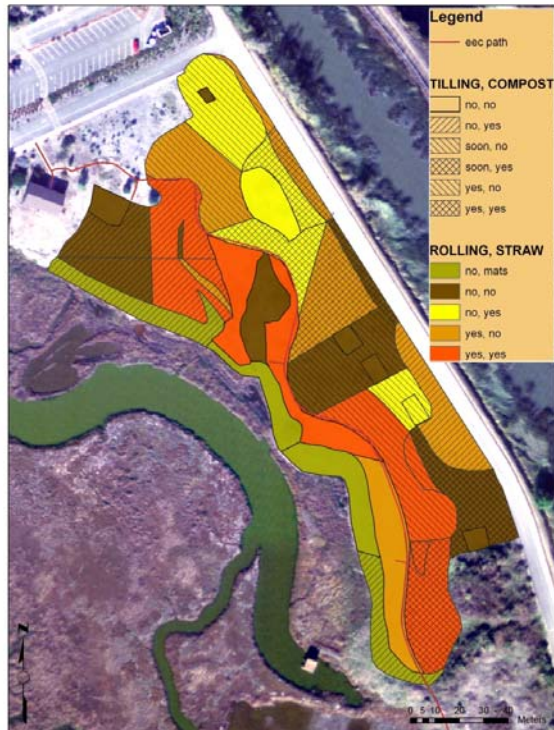 Legend
eec path
TILLING, COMPOST
no, no
no, yes
soon, no
soon, yes
yes, no
yes, yes
ROLLING, STRAW
no, mats
no, no
no, yes
yes, no
yes, yes
N
0 5 10 20 30 40
Meters